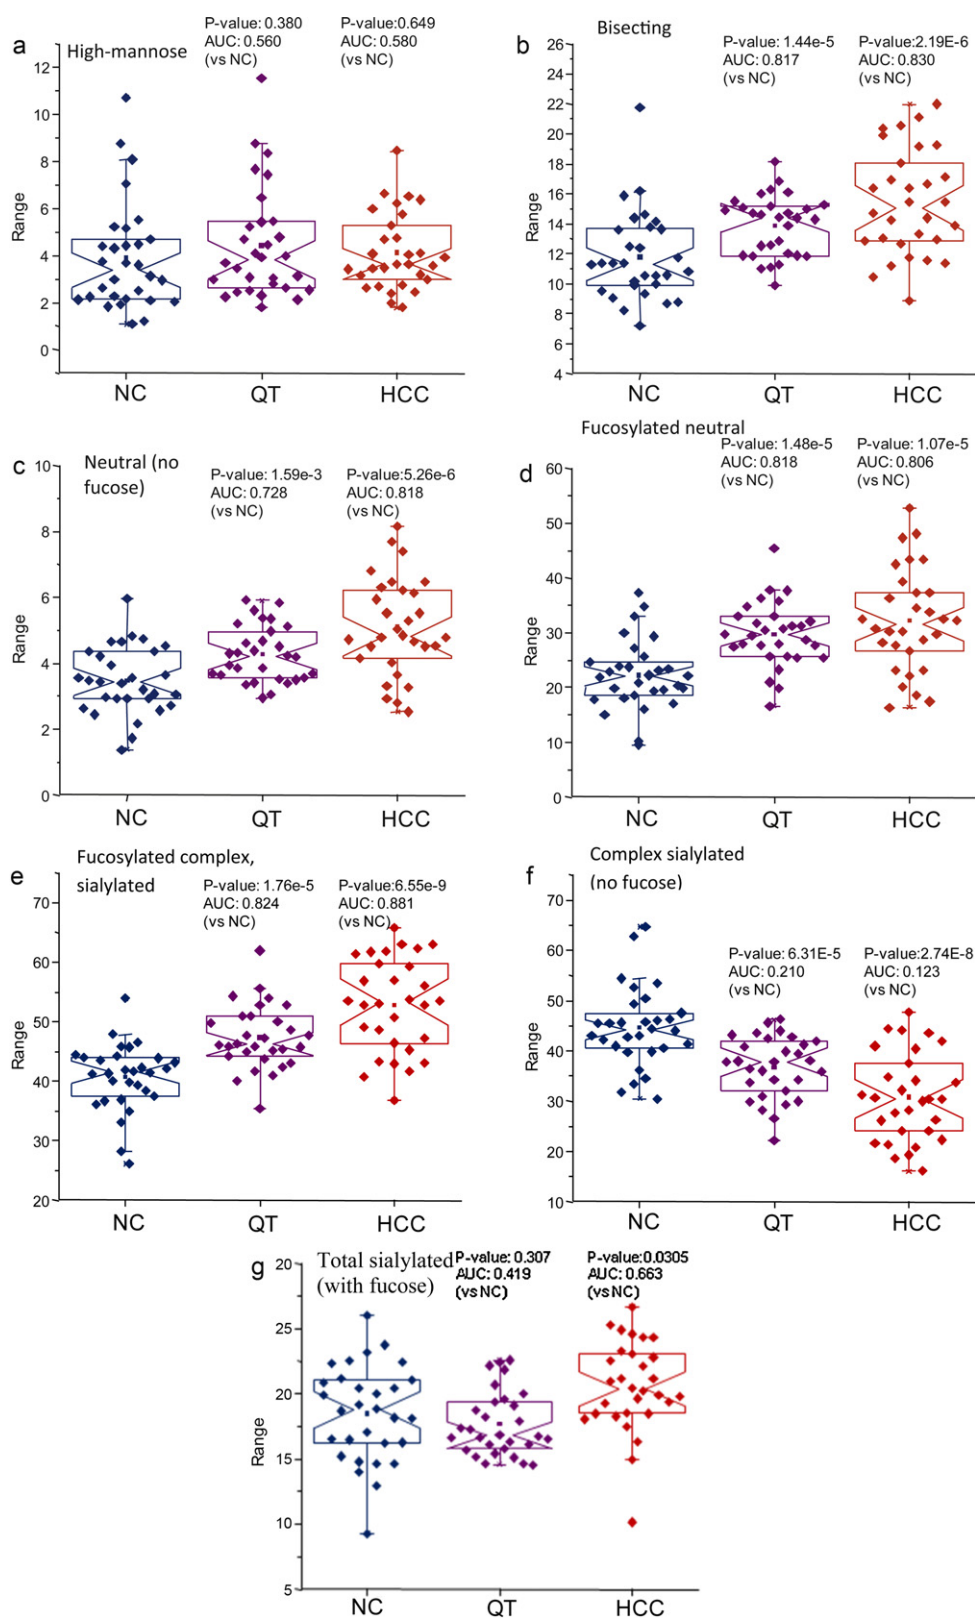 a
High-mannose
P-value: 0.380
AUC: 0.560
(vs NC)
P-value: 0.649
AUC: 0.580
(vs NC)
Range
12
10
8
6
4
2
0
NC
QT
HCC
b
Bisecting
P-value: 1.44e-5
AUC: 0.817
(vs NC)
P-value:2.19E-6
AUC: 0.830
(vs NC)
Range
26
24
22
20
18
16
14
12
10
8
6
4
NC
QT
HCC
c
Neutral (no
fucose)
P-value: 1.59e-3
AUC: 0.728
(vs NC)
P-value:5.26e-6
AUC: 0.818
(vs NC)
Range
10
8
6
4
2
0
NC
QT
HCC
d
Fucosylated neutral
P-value: 1.48e-5
AUC: 0.818
(vs NC)
P-value: 1.07e-5
AUC: 0.806
(vs NC)
Range
60
50
40
30
20
10
0
NC
QT
HCC
e
Fucosylated complex,
sialylated
P-value: 1.76e-5
AUC: 0.824
(vs NC)
P-value:6.55e-9
AUC: 0.881
(vs NC)
Range
70
60
50
40
30
20
NC
QT
HCC
f
Complex sialylated
(no fucose)
P-value: 6.31E-5
AUC: 0.210
(vs NC)
P-value:2.74E-8
AUC: 0.123
(vs NC)
Range
70
60
50
40
30
20
10
NC
QT
HCC
g
Total sialylated
(with fucose)
P-value: 0.307
AUC: 0.419
(vs NC)
P-value:0.0305
AUC: 0.663
(vs NC)
Range
20
25
20
15
10
5
NC
QT
HCC